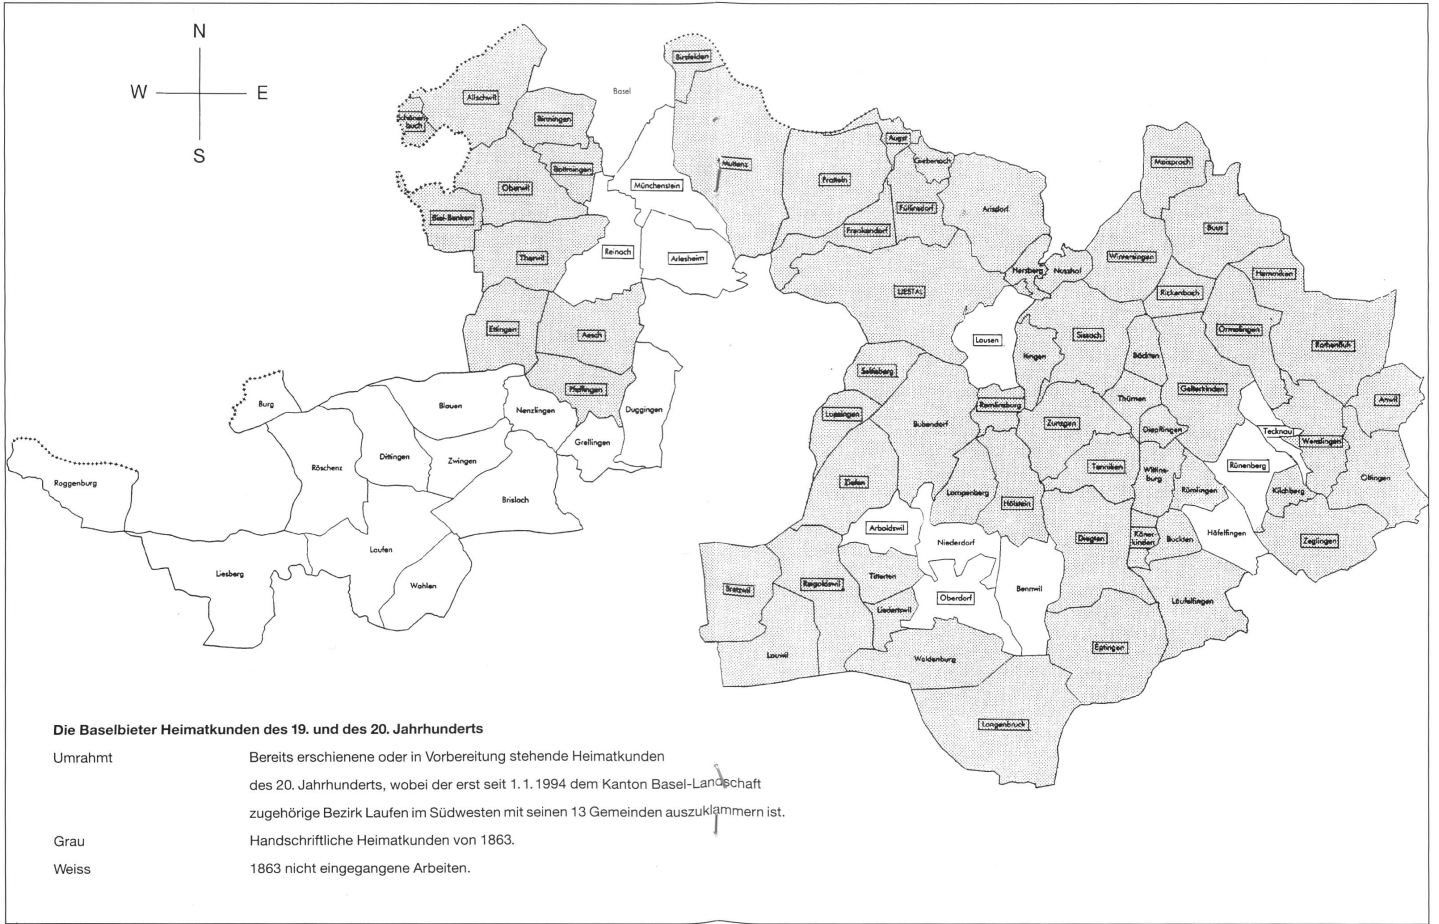 N
W E
S
Basel
Birsfelden
Allschwil
Schönen-
buch
Binningen
Bottmingen
Oberwil
Biel-Benken
Therwil
Münchenstein
Muttenz
Pratteln
Augst
Giebenach
Füllinsdorf
Frenkendorf
Arisdorf
Maisprach
Buus
Wintersingen
Hemmiken
Reinach
Arlesheim
LIESTAL
Hersberg
Nusshof
Rickenbach
Ormalingen
Rothenfluh
Ettingen
Aesch
Lausen
Itingen
Sissach
Böckten
Gelterkinden
Pfeffingen
Seltisberg
Ramlinsburg
Thürnen
Anwil
Burg
Blauen
Nenzlingen
Duggingen
Lupsingen
Bubendorf
Zunzgen
Diepflingen
Tecknau
Wenslingen
Grellingen
Röschenz
Dittingen
Zwingen
Roggenburg
Brislach
Ziefen
Lampenberg
Hölstein
Tenniken
Wittins-
burg
Rümlingen
Rünenberg
Kilchberg
Oltingen
Arboldswil
Niederdorf
Diegten
Käner-
kinden
Buckten
Häfelfingen
Zeglingen
Laufen
Liesberg
Wahlen
Bretzwil
Reigoldswil
Titterten
Liedertswil
Oberdorf
Bennwil
Läufelfingen
Lauwil
Waldenburg
Eptingen
Langenbruck
Die Baselbieter Heimatkunden des 19. und des 20. Jahrhunderts
Umrahmt Bereits erschienene oder in Vorbereitung stehende Heimatkunden
des 20. Jahrhunderts, wobei der erst seit 1.1.1994 dem Kanton Basel-Landschaft
zugehörige Bezirk Laufen im Südwesten mit seinen 13 Gemeinden auszuklammern ist.
Grau Handschriftliche Heimatkunden von 1863.
Weiss 1863 nicht eingegangene Arbeiten.